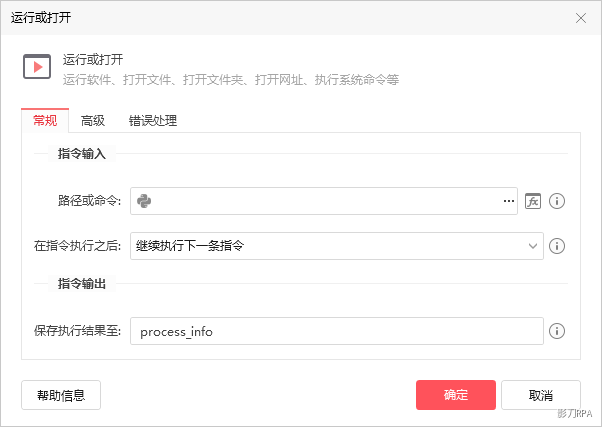 运行或打开
运行或打开
运行软件、打开文件、打开文件夹、打开网址、执行系统命令等
常规 高级 错误处理
指令输入
路径或命令: ... fx
在指令执行之后: 继续执行下一条指令
指令输出
保存执行结果至: process_info
帮助信息 确定 取消
影刀RPA